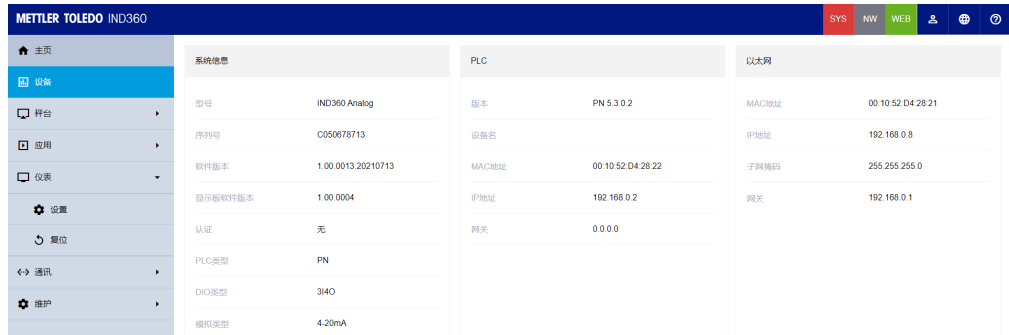 METTLER TOLEDO IND360
SYS NW WEB
主页
设备
秤台
应用
仪表
设置
复位
通讯
维护
系统信息
型号 IND360 Analog
序列号 C050678713
软件版本 1.00.0013.20210713
显示板软件版本 1.00.0004
认证 无
PLC类型 PN
DIO类型 3I4O
模拟类型 4-20mA
PLC
版本 PN 5.3.0.2
设备名
MAC地址 00:10:52:D4:28:22
IP地址 192.168.0.2
网关 0.0.0.0
以太网
MAC地址 00:10:52:D4:28:21
IP地址 192.168.0.8
子网掩码 255.255.255.0
网关 192.168.0.1